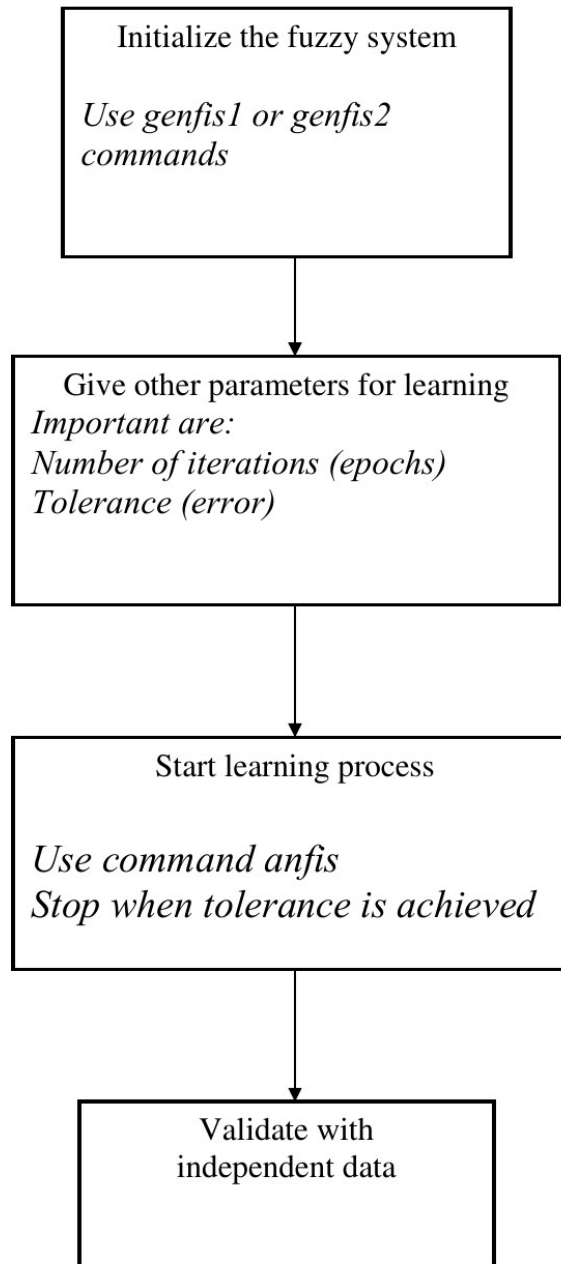 Initialize the fuzzy system
Use genfis1 or genfis2
commands
Give other parameters for learning
Important are:
Number of iterations (epochs)
Tolerance (error)
Start learning process
Use command anfis
Stop when tolerance is achieved
Validate with
independent data